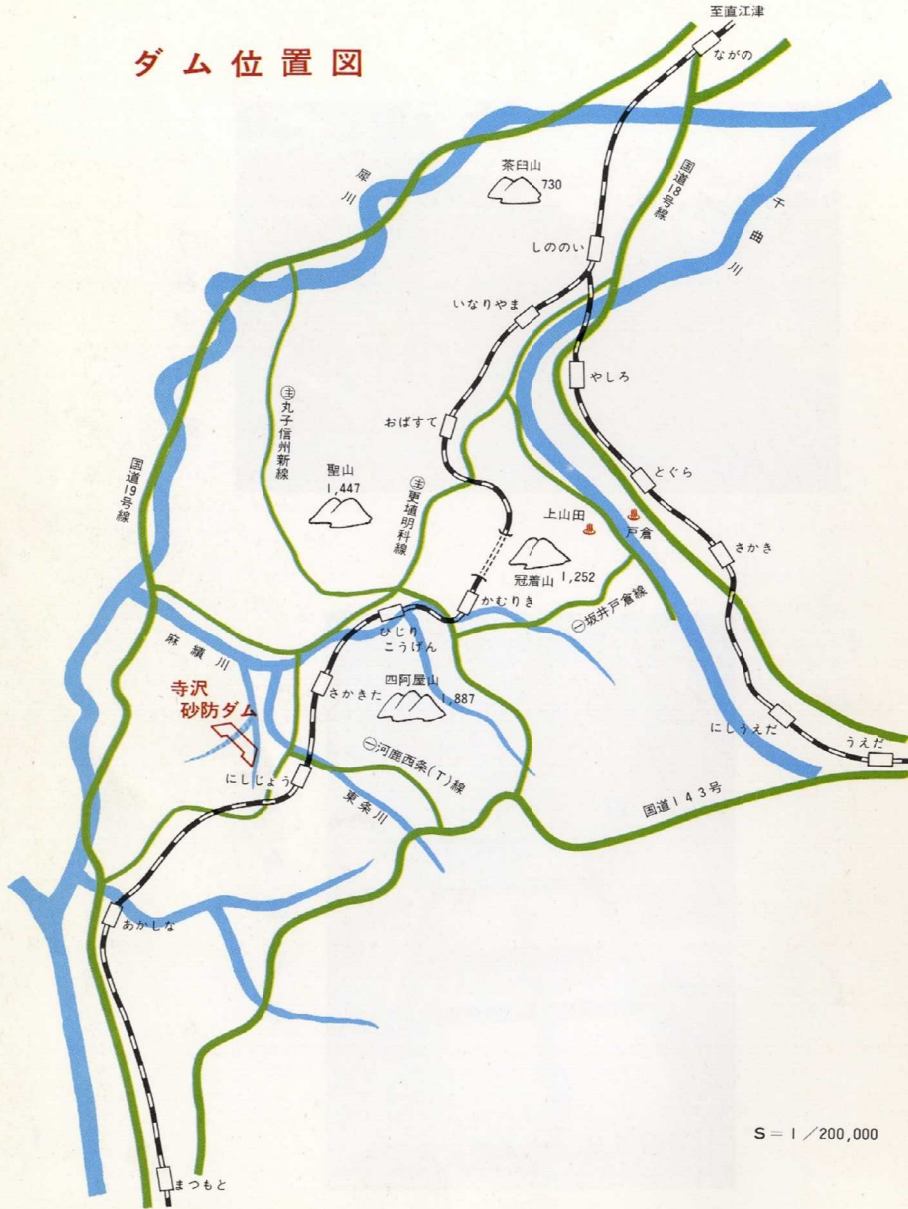 ダム位置図
至直江津
ながの
国道18号線
千曲川
犀川
茶臼山
730
しののい
いなりやま
やしろ
㊗丸子信州新線
おばすて
とぐら
国道19号線
聖山
1,447
更埴明科線
上山田
戸倉
さかき
冠着山 1,252
かむりき
㊀坂井戸倉線
ひじり
こうげん
麻績川
さかきた
四阿屋山
1,887
寺沢
砂防ダム
にしうえだ
うえだ
にしじょう
㊀河鹿西条(T)線
東条川
国道143号
あかしな
S=1/200,000
まつもと